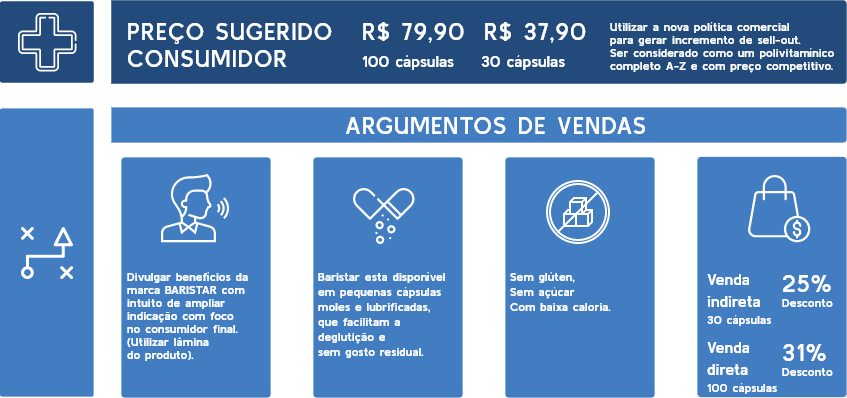 PREÇO SUGERIDO
CONSUMIDOR
R$ 79,90
100 cápsulas
R$ 37,90
30 cápsulas
Utilizar a nova política comercial
para gerar incremento de sell-out.
Ser considerado como um polivitamínico
completo A-Z e com preço competitivo.
ARGUMENTOS DE VENDAS
Divulgar benefícios da
marca BARISTAR com
intuito de ampliar
indicação com foco
no consumidor final.
(Utilizar lâmina
do produto).
Baristar esta disponível
em pequenas cápsulas
moles e lubrificadas,
que facilitam a
deglutição e
sem gosto residual.
Sem glúten,
Sem açúcar
Com baixa caloria.
$
Venda
indireta
30 cápsulas
25%
Desconto
Venda
direta
100 cápsulas
31%
Desconto